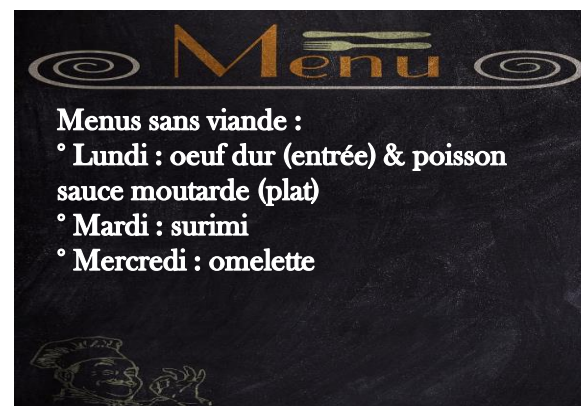 Menu
Menus sans viande :
° Lundi : oeuf dur (entrée) & poisson
sauce moutarde (plat)
° Mardi : surimi
° Mercredi : omelette